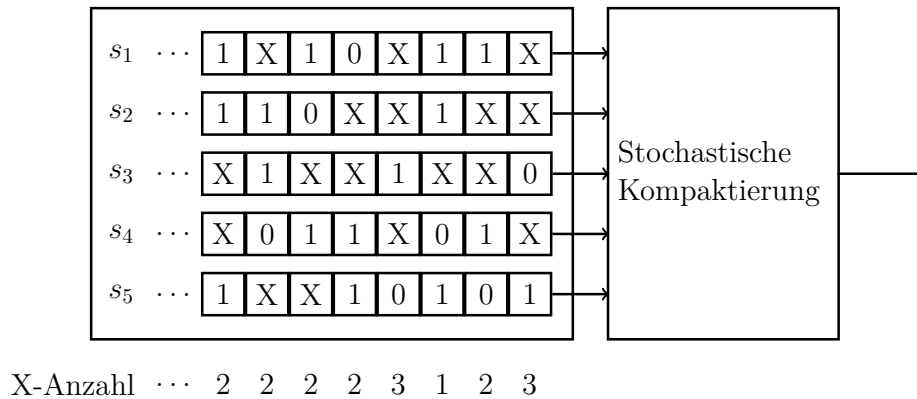 s₁ ⋯ 1 X 1 0 X 1 1 X
s₂ ⋯ 1 1 0 X X 1 X X
s₃ ⋯ X 1 X X 1 X X 0
s₄ ⋯ X 0 1 1 X 0 1 X
s₅ ⋯ 1 X X 1 0 1 0 1
Stochastische
Kompaktierung
X-Anzahl ⋯ 2 2 2 2 3 1 2 3